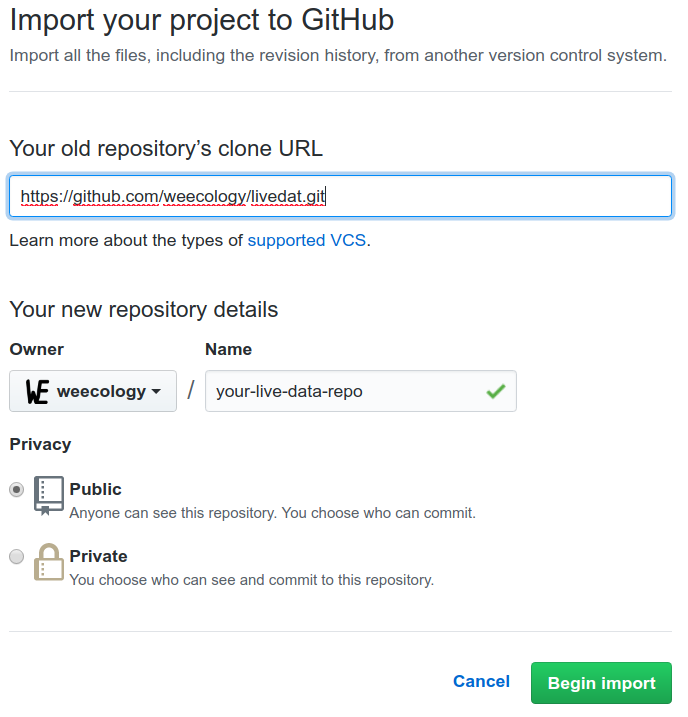 Import your project to GitHub
Import all the files, including the revision history, from another version control system.
Your old repository’s clone URL
https://github.com/weecology/livedat.git
Learn more about the types of supported VCS.
Your new repository details
Owner Name
WE weecology / your-live-data-repo
Privacy
Public
Anyone can see this repository. You choose who can commit.
Private
You choose who can see and commit to this repository.
Cancel Begin import